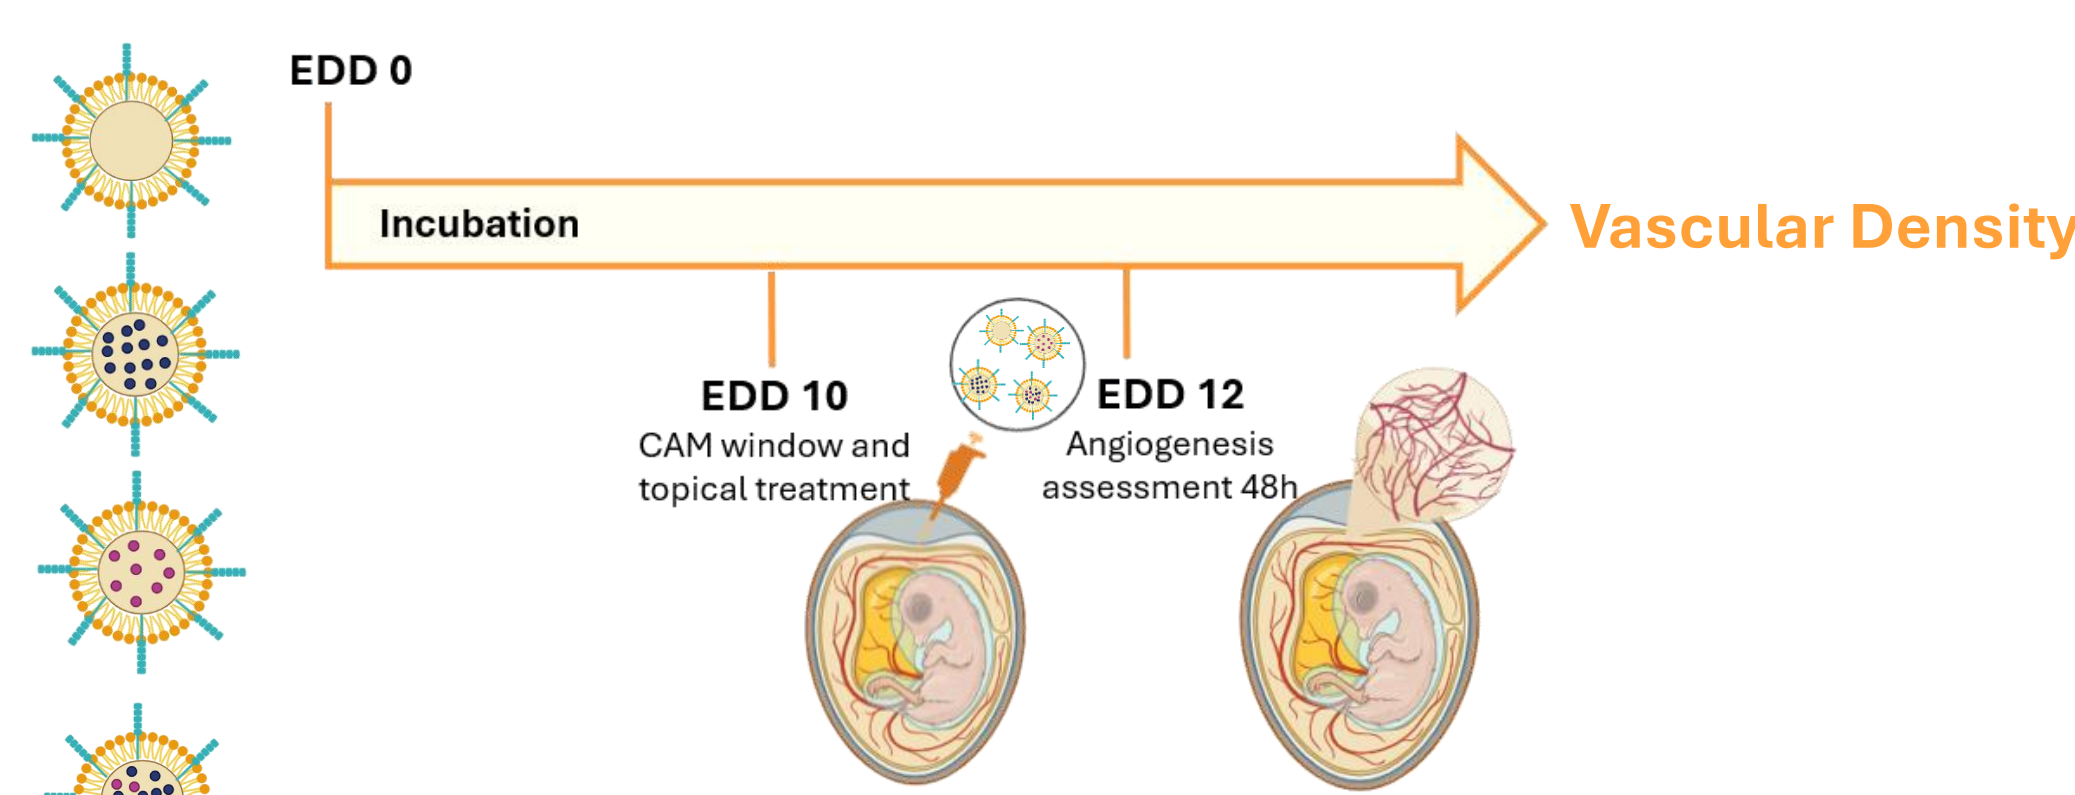 EDD 0
Incubation
Vascular Density
EDD 10
CAM window and
topical treatment
EDD 12
Angiogenesis
assessment 48h